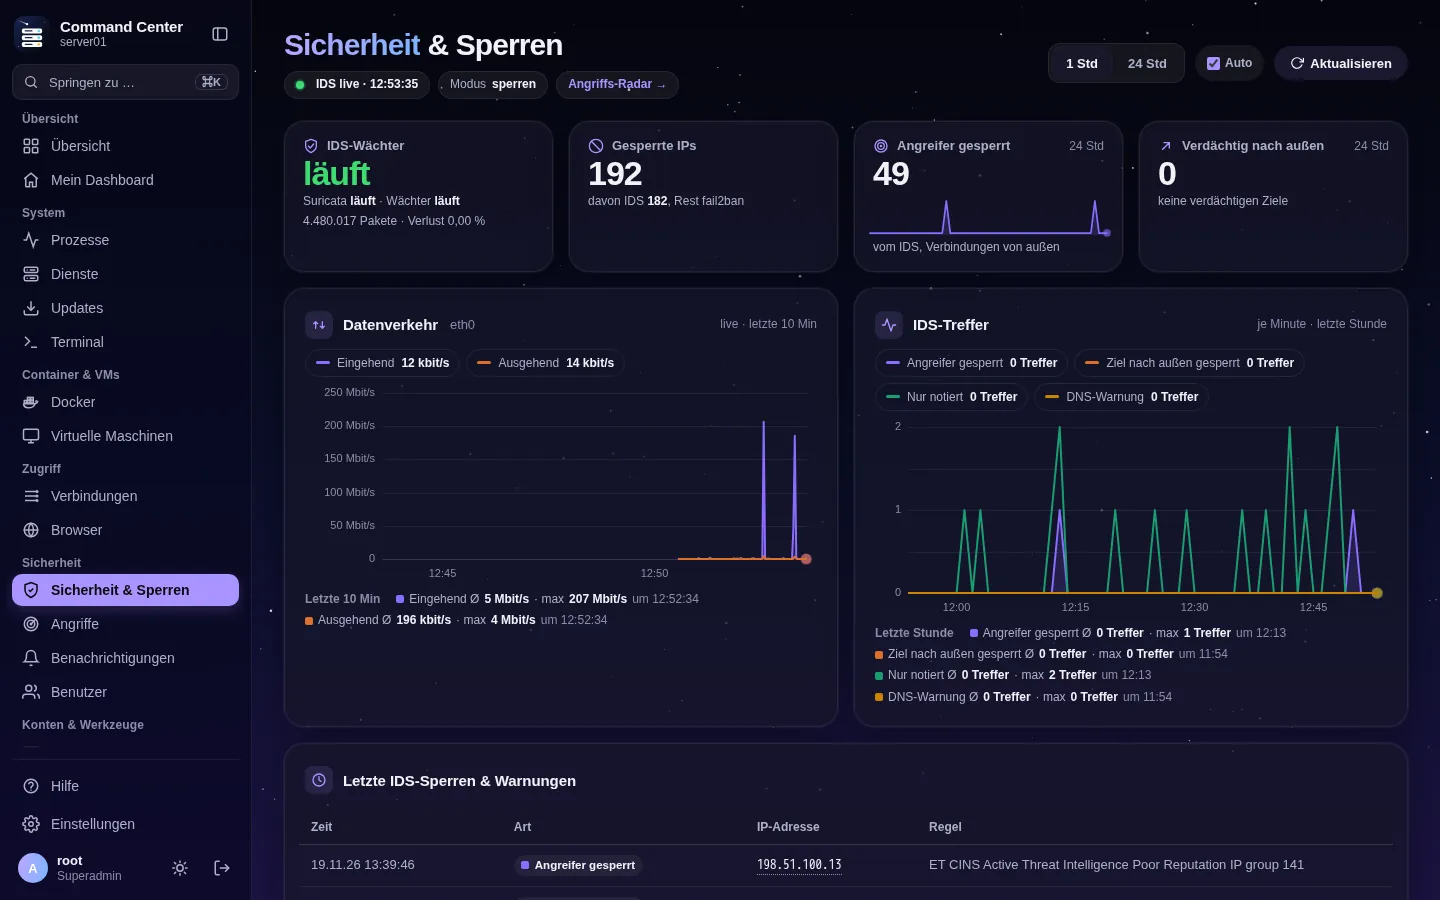 Command Center
server01
Springen zu …
⌘K
Übersicht
Übersicht
Mein Dashboard
System
Prozesse
Dienste
Updates
Terminal
Container & VMs
Docker
Virtuelle Maschinen
Zugriff
Verbindungen
Browser
Sicherheit
Sicherheit & Sperren
Angriffe
Benachrichtigungen
Benutzer
Konten & Werkzeuge
Hilfe
Einstellungen
A
root
Superadmin
Sicherheit & Sperren
IDS live · 12:53:35
Modus sperren
Angriffs-Radar →
1 Std
24 Std
Auto
Aktualisieren
IDS-Wächter
läuft
Suricata läuft · Wächter läuft
4.480.017 Pakete · Verlust 0,00 %
Gesperrte IPs
192
davon IDS 182, Rest fail2ban
Angreifer gesperrt 24 Std
49
vom IDS, Verbindungen von außen
Verdächtig nach außen 24 Std
0
keine verdächtigen Ziele
Datenverkehr eth0
live · letzte 10 Min
Eingehend 12 kbit/s
Ausgehend 14 kbit/s
250 Mbit/s
200 Mbit/s
150 Mbit/s
100 Mbit/s
50 Mbit/s
0
12:45
12:50
Letzte 10 Min Eingehend Ø 5 Mbit/s · max 207 Mbit/s um 12:52:34
Ausgehend Ø 196 kbit/s · max 4 Mbit/s um 12:52:34
IDS-Treffer
je Minute · letzte Stunde
Angreifer gesperrt 0 Treffer
Ziel nach außen gesperrt 0 Treffer
Nur notiert 0 Treffer
DNS-Warnung 0 Treffer
2
1
0
12:00
12:15
12:30
12:45
Letzte Stunde Angreifer gesperrt Ø 0 Treffer · max 1 Treffer um 12:13
Ziel nach außen gesperrt Ø 0 Treffer · max 0 Treffer um 11:54
Nur notiert Ø 0 Treffer · max 2 Treffer um 12:13
DNS-Warnung Ø 0 Treffer · max 0 Treffer um 11:54
Letzte IDS-Sperren & Warnungen
Zeit Art IP-Adresse Regel
19.11.26 13:39:46 Angreifer gesperrt 198.51.100.13 ET CINS Active Threat Intelligence Poor Reputation IP group 141